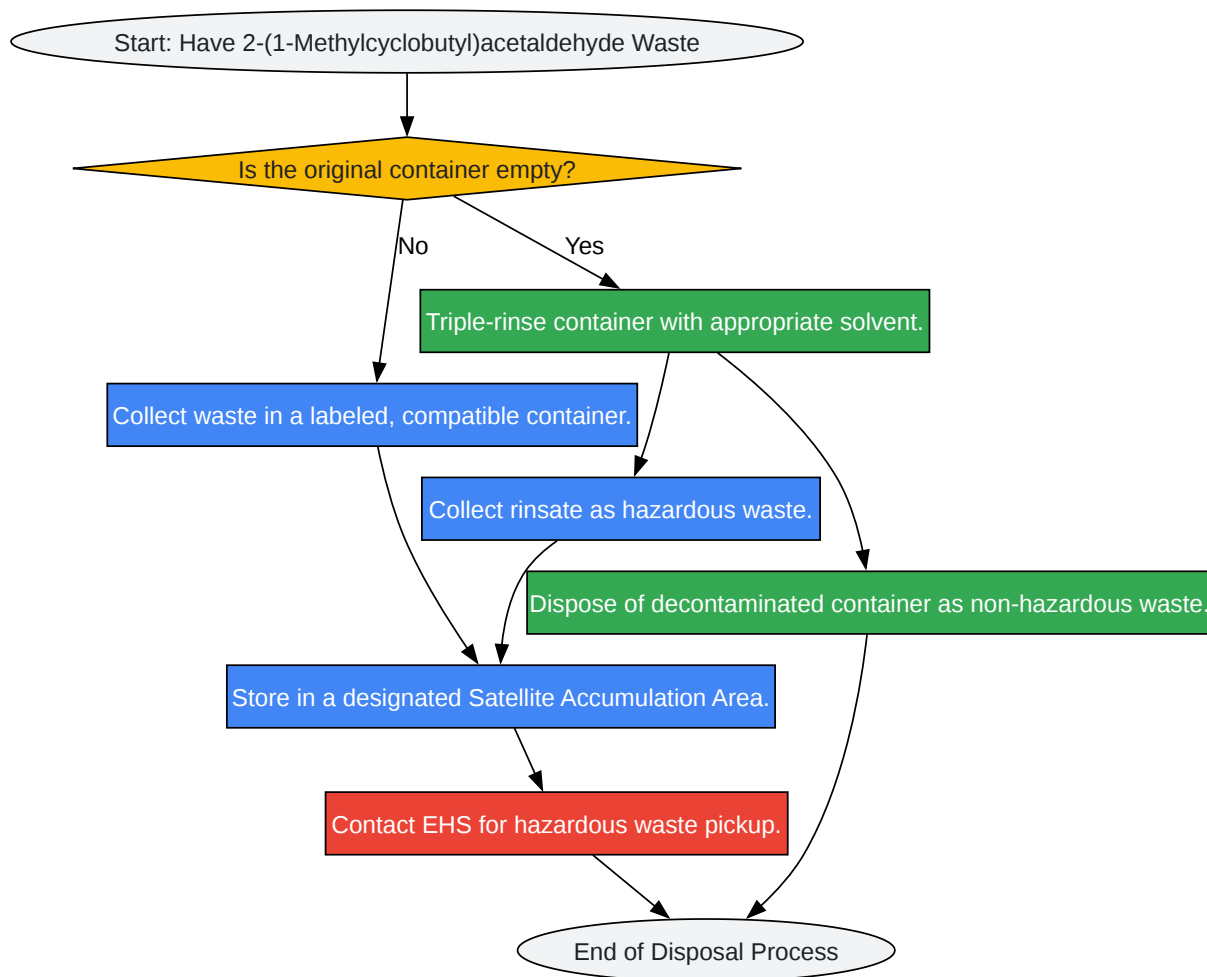 Start: Have 2-(1-Methylcyclobutyl)acetaldehyde Waste
Is the original container empty?
No
Yes
Triple-rinse container with appropriate solvent.
Collect waste in a labeled, compatible container.
Collect rinsate as hazardous waste.
Dispose of decontaminated container as non-hazardous waste.
Store in a designated Satellite Accumulation Area.
Contact EHS for hazardous waste pickup.
End of Disposal Process